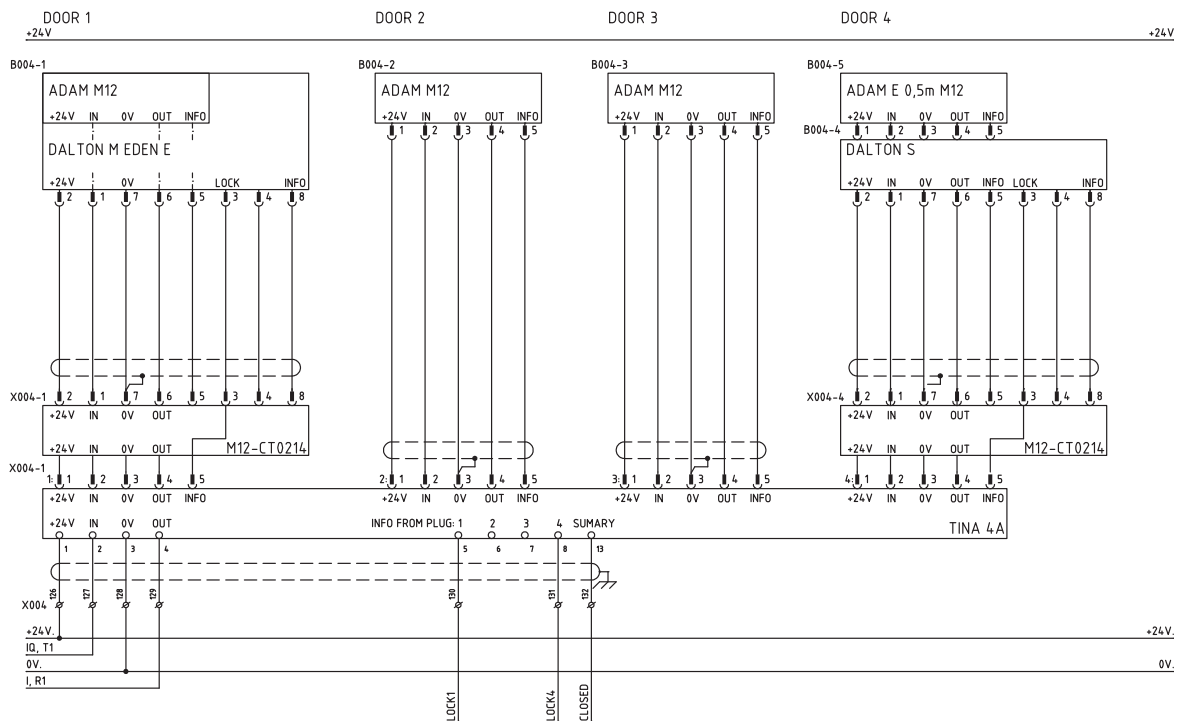 DOOR 1 DOOR 2 DOOR 3 DOOR 4
+24V +24V
B004-1 B004-2 B004-3 B004-5
ADAM M12 ADAM M12 ADAM M12 ADAM E 0,5m M12
+24V IN 0V OUT INFO +24V IN 0V OUT INFO +24V IN 0V OUT INFO +24V IN 0V OUT INFO
1 2 3 4 5 1 2 3 4 5 B004-4 1 2 3 4 5
DALTON M EDEN E DALTON S
+24V 0V LOCK INFO +24V IN 0V OUT INFO LOCK INFO
2 1 7 6 5 3 4 8 2 1 7 6 5 3 4 8
X004-1 2 1 7 6 5 3 4 8 X004-4 2 1 7 6 5 3 4 8
+24V IN 0V OUT +24V IN 0V OUT
+24V IN 0V OUT M12-CT0214 +24V IN 0V OUT M12-CT0214
X004-1
1: 1 2 3 4 5 2: 1 2 3 4 5 3: 1 2 3 4 5 4: 1 2 3 4 5
+24V IN 0V OUT INFO +24V IN 0V OUT INFO +24V IN 0V OUT INFO +24V IN 0V OUT INFO
+24V IN 0V OUT INFO FROM PLUG: 1 2 3 4 SUMARY TINA 4A
1 2 3 4 5 6 7 8 13
126 127 128 129 130 131 132
X004
+24V. +24V.
IQ, T1
0V. 0V.
I, R1
LOCK1 LOCK4 CLOSED